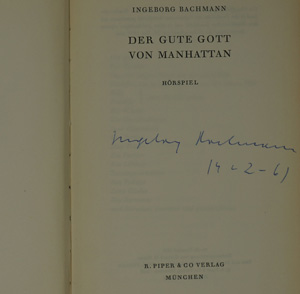 INGEBORG BACHMANN
DER GUTE GOTT
VON MANHATTAN
HÖRSPIEL
Ingeborg Bachmann
14-2-61
R. PIPER & CO VERLAG
MÜNCHEN